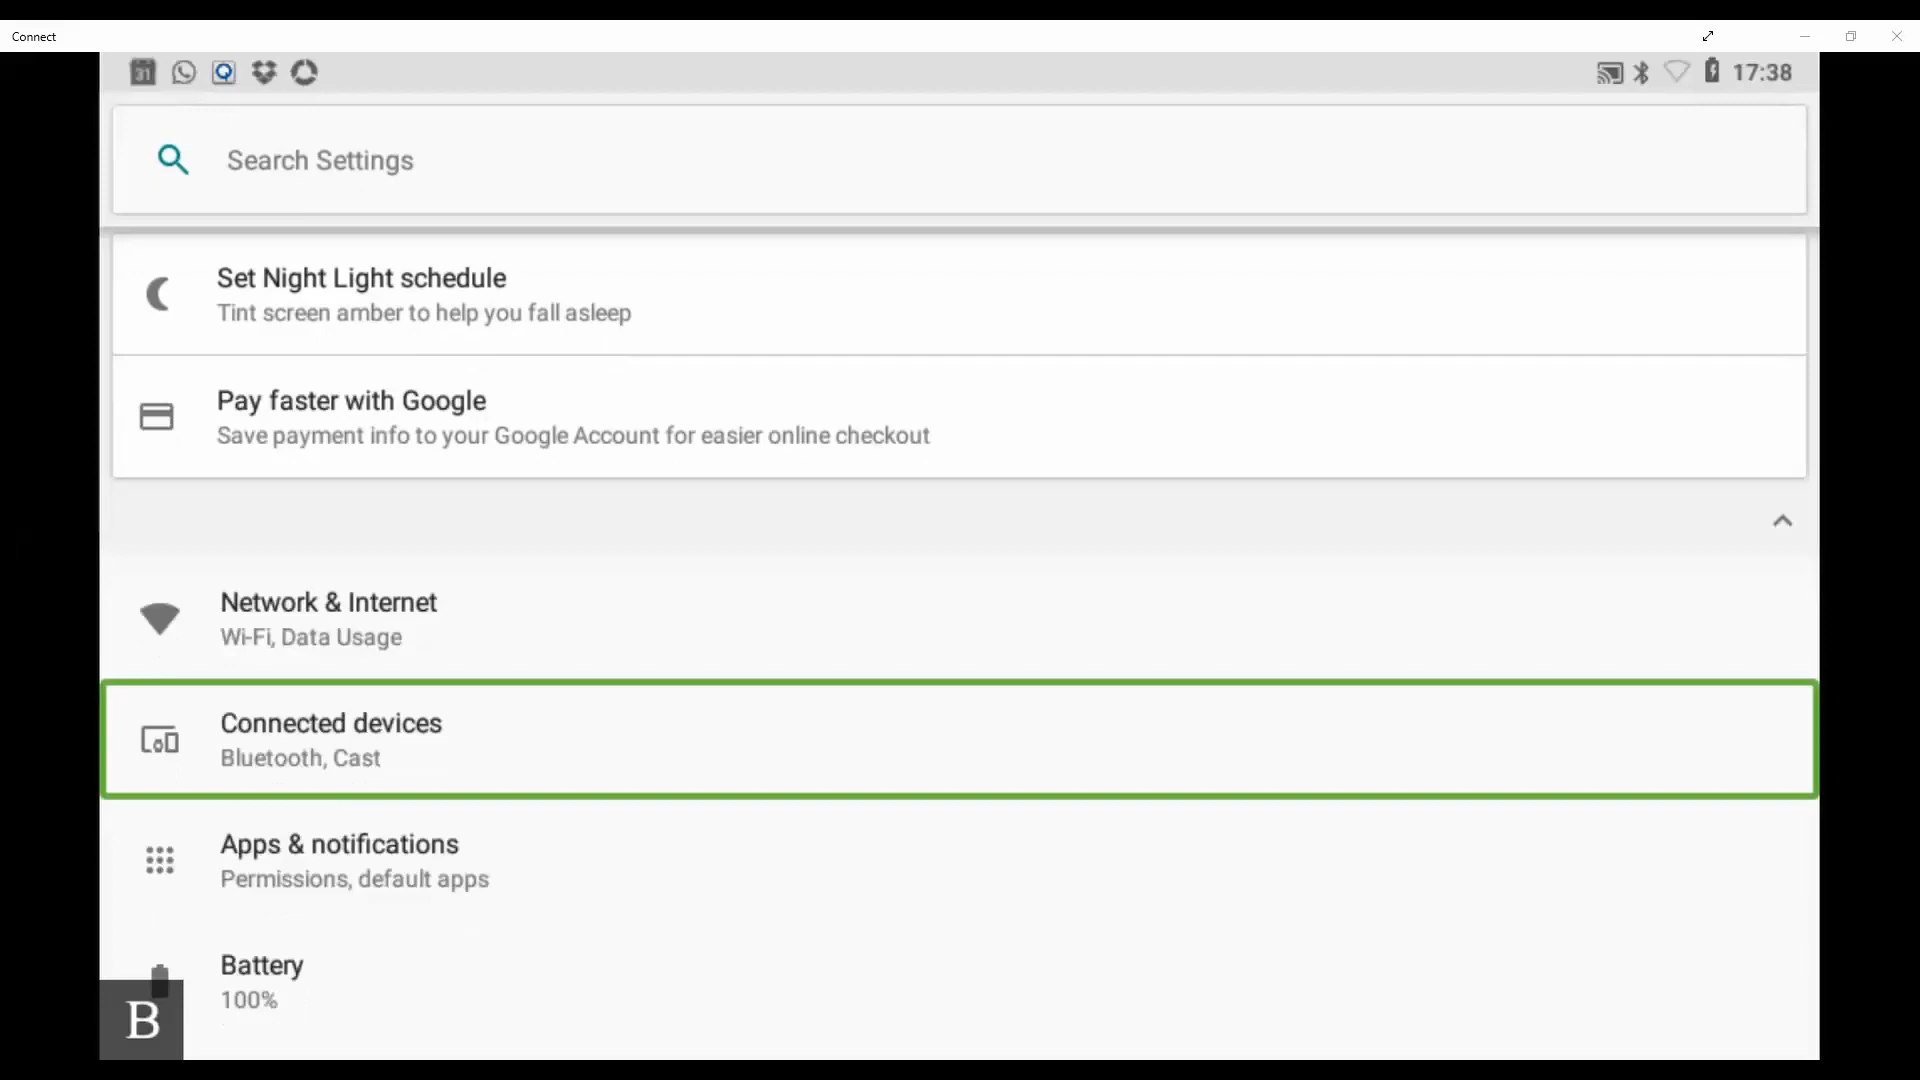 Connect
31
17:38
Search Settings
Set Night Light schedule
Tint screen amber to help you fall asleep
Pay faster with Google
Save payment info to your Google Account for easier online checkout
Network & Internet
Wi-Fi, Data Usage
Connected devices
Bluetooth, Cast
Apps & notifications
Permissions, default apps
Battery
100%
B